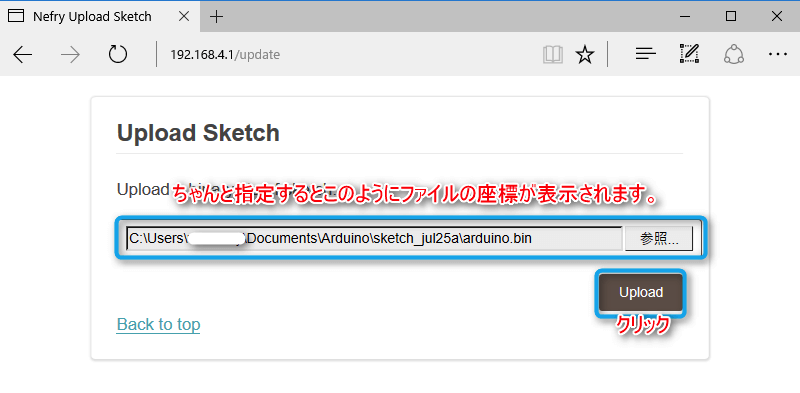 Nefry Upload Sketch
192.168.4.1/update
Upload Sketch
Upload
ちゃんと指定するとこのようにファイルの座標が表示されます。
C:\Users\ \Documents\Arduino\sketch_jul25a\arduino.bin
参照...
Upload
クリック
Back to top